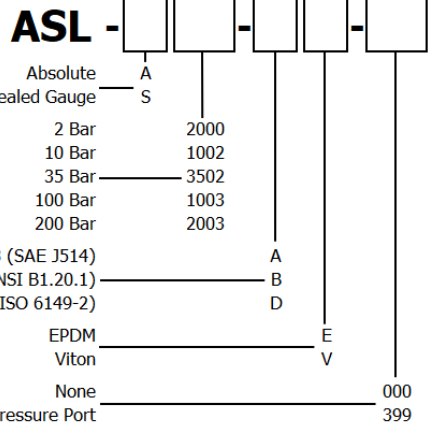 ASL - - -
Absolute A
ealed Gauge S
2 Bar 2000
10 Bar 1002
35 Bar 3502
100 Bar 1003
200 Bar 2003
(SAE J514) A
NSI B1.20.1) B
ISO 6149-2) D
EPDM E
Viton V
None 000
ressure Port 399